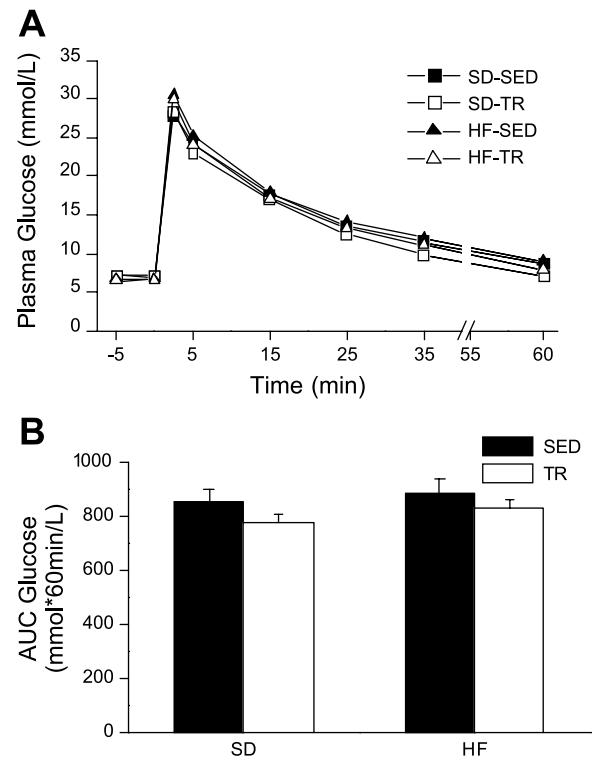 A
Plasma Glucose (mmol/L)
35
30
25
20
15
10
5
0
-5
5
15
25
35
55
60
Time (min)
SD-SED
SD-TR
HF-SED
HF-TR
B
AUC Glucose
(mmol*60min/L)
1000
800
600
400
200
0
SD
HF
SED
TR